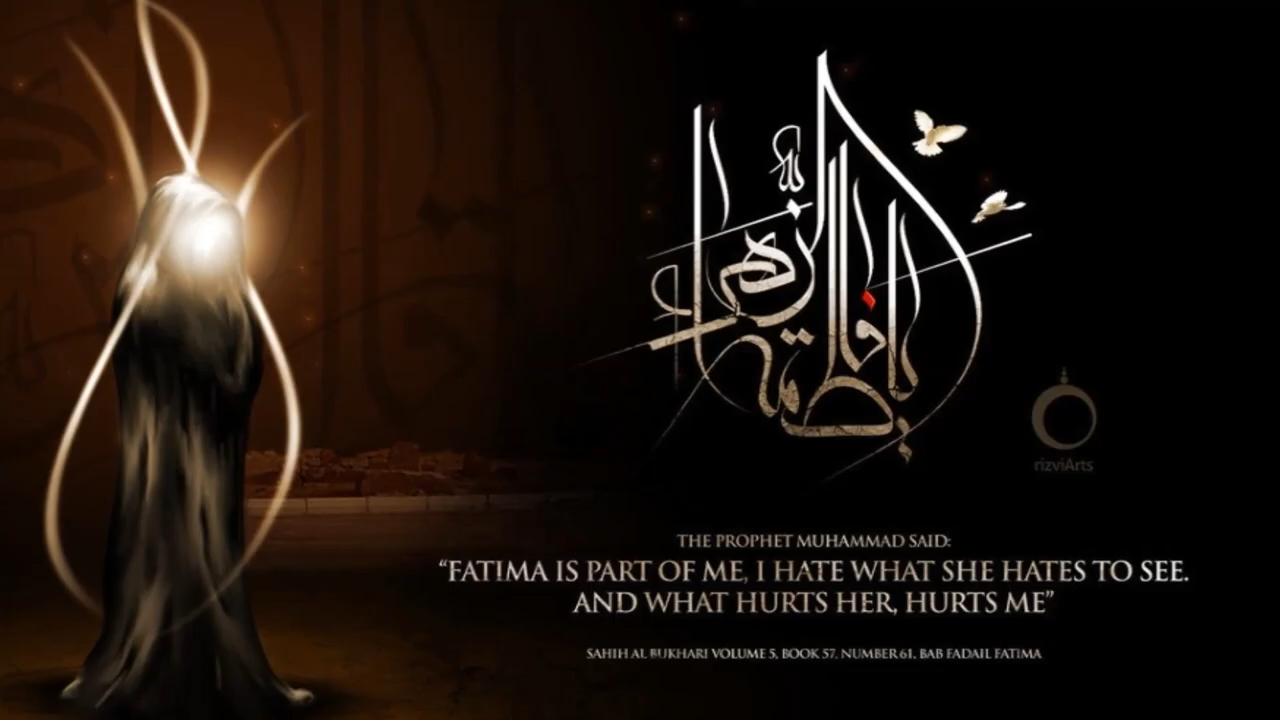 يا فاطمة الزهراء
rizviArts
THE PROPHET MUHAMMAD SAID:
“FATIMA IS PART OF ME, I HATE WHAT SHE HATES TO SEE.
AND WHAT HURTS HER, HURTS ME”
SAHIH AL BUKHARI VOLUME 5, BOOK 57, NUMBER 61, BAB FADAIL FATIMA